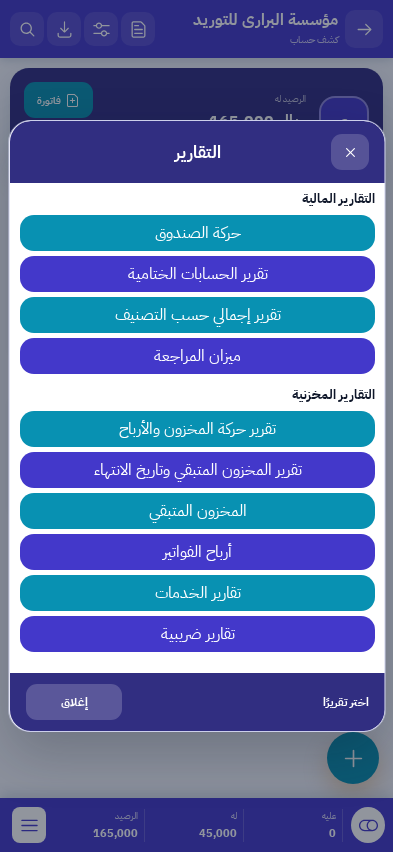 مؤسسة البراري للتوريد
كشف حساب
الرصيد له
فاتورة
165,000
التقارير
التقارير المالية
حركة الصندوق
تقرير الحسابات الختامية
تقرير إجمالي حسب التصنيف
ميزان المراجعة
التقارير المخزنية
تقرير حركة المخزون والأرباح
تقرير المخزون المتبقي وتاريخ الانتهاء
المخزون المتبقي
أرباح الفواتير
تقارير الخدمات
تقارير ضريبية
اختر تقريرًا
إغلاق
عليه
0
له
45,000
الرصيد
165,000